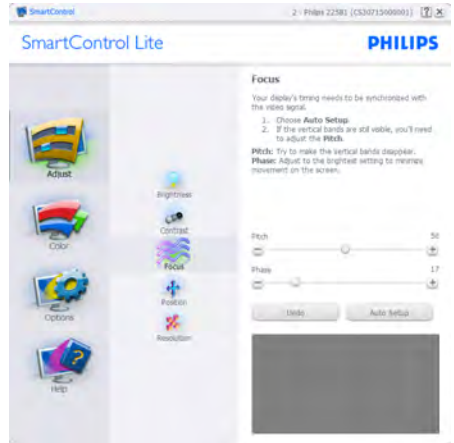 SmartControl
2 - Philips 225B1 (CS30715000001)
SmartControl Lite
PHILIPS
Adjust
Color
Options
Help
Brightness
Contrast
Focus
Position
Resolution
Focus
Your display's timing needs to be synchronized with
the video signal.
1. Choose Auto Setup.
2. If the vertical bands are still visible, you'll need
to adjust the Pitch.
Pitch: Try to make the vertical bands disappear.
Phase: Adjust to the brightest setting to minimize
movement on the screen.
Pitch 50
Phase 17
Undo Auto Setup